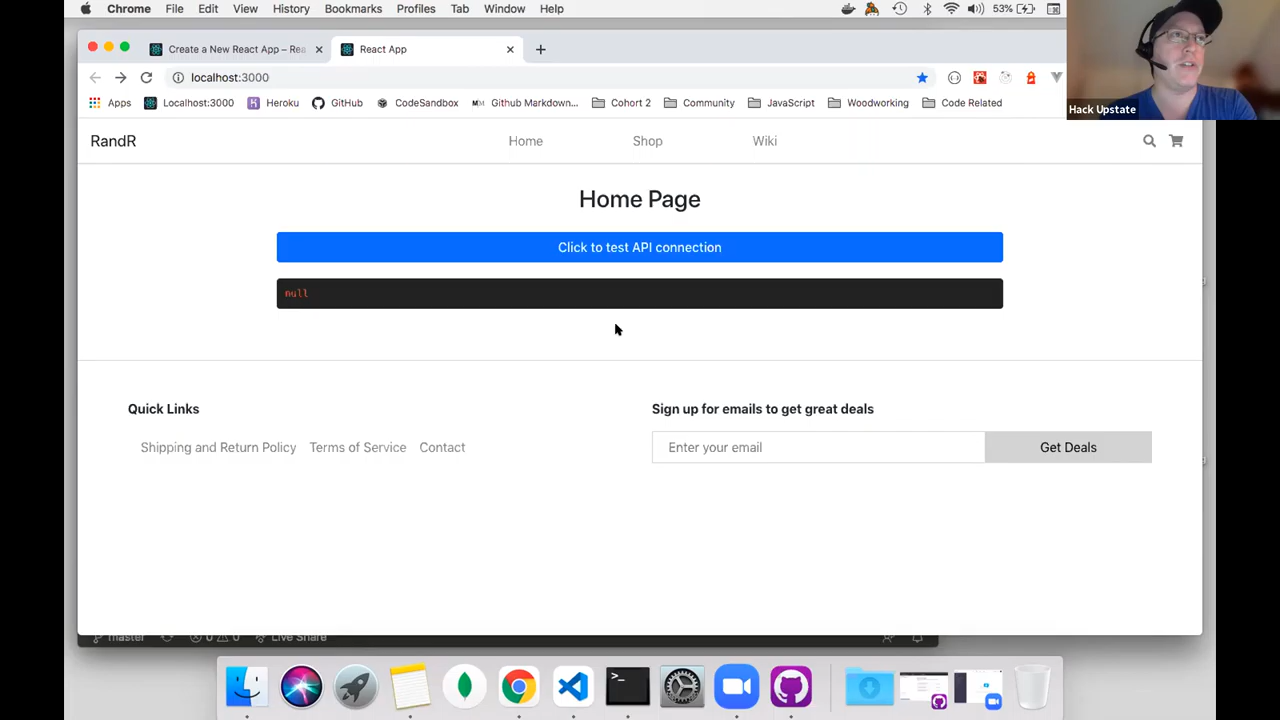 Chrome File Edit View History Bookmarks Profiles Tab Window Help 53%
Create a New React App – Rea
React App
localhost:3000
Apps Localhost:3000 Heroku GitHub CodeSandbox Github Markdown... Cohort 2 Community JavaScript Woodworking Code Related
Hack Upstate
RandR Home Shop Wiki
Home Page
Click to test API connection
null
Quick Links
Shipping and Return Policy Terms of Service Contact
Sign up for emails to get great deals
Enter your email Get Deals
master 0 0 Live Share